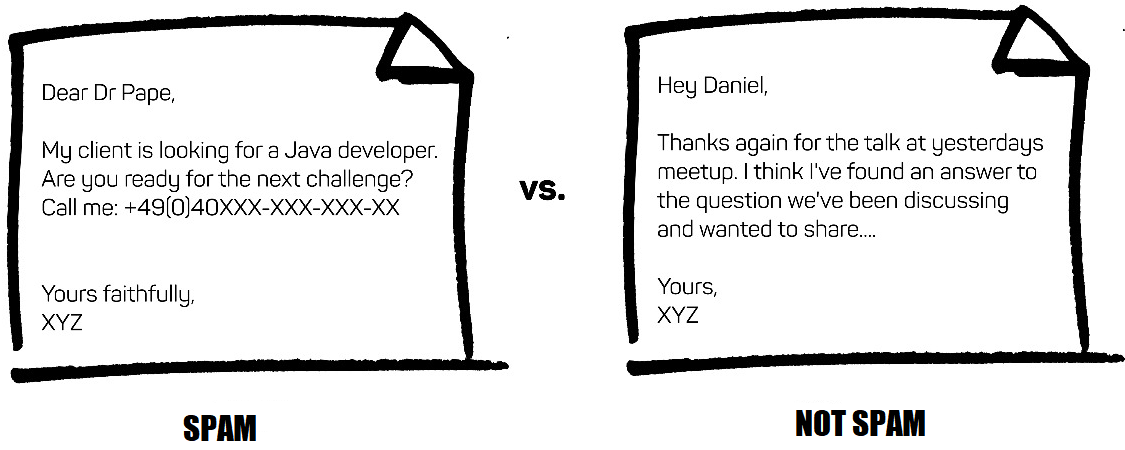 Dear Dr Pape,
My client is looking for a Java developer.
Are you ready for the next challenge?
Call me: +49(0)40XXX-XXX-XXX-XX
Yours faithfully,
XYZ
SPAM
vs.
Hey Daniel,
Thanks again for the talk at yesterdays
meetup. I think I've found an answer to
the question we've been discussing
and wanted to share....
Yours,
XYZ
NOT SPAM